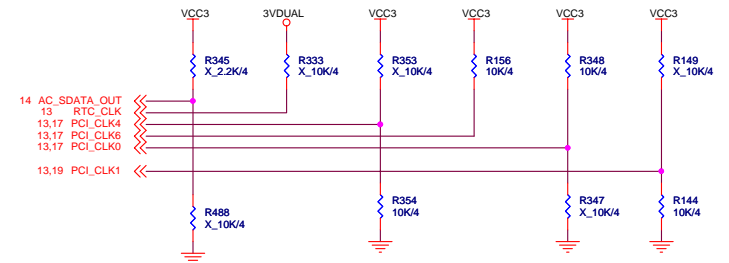 VCC3 3VDUAL VCC3 VCC3 VCC3 VCC3
R345 R333 R353 R156 R348 R149
X_2.2K/4 X_10K/4 X_10K/4 10K/4 10K/4 X_10K/4
14 AC_SDATA_OUT
13 RTC_CLK
13,17 PCI_CLK4
13,17 PCI_CLK6
13,17 PCI_CLK0
13,19 PCI_CLK1
R488 R354 R347 R144
X_10K/4 10K/4 X_10K/4 10K/4